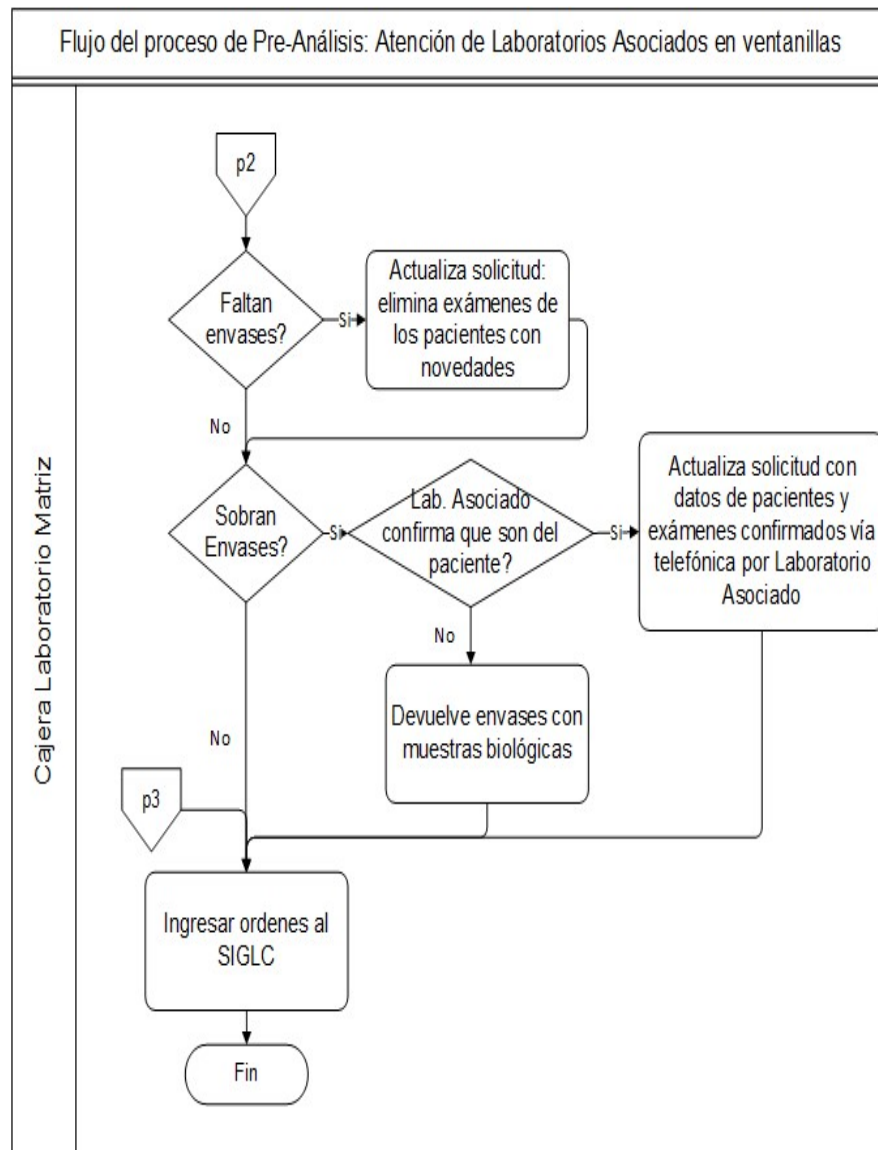 Flujo del proceso de Pre-Análisis: Atención de Laboratorios Asociados en ventanillas
Cajera Laboratorio Matriz
p2
Faltan
envases?
Si
Actualiza solicitud:
elimina exámenes de
los pacientes con
novedades
No
Sobran
Envases?
Si
Lab. Asociado
confirma que son del
paciente?
Si
Actualiza solicitud con
datos de pacientes y
exámenes confirmados vía
telefónica por Laboratorio
Asociado
No
Devuelve envases con
muestras biológicas
No
p3
Ingresar ordenes al
SIGLC
Fin